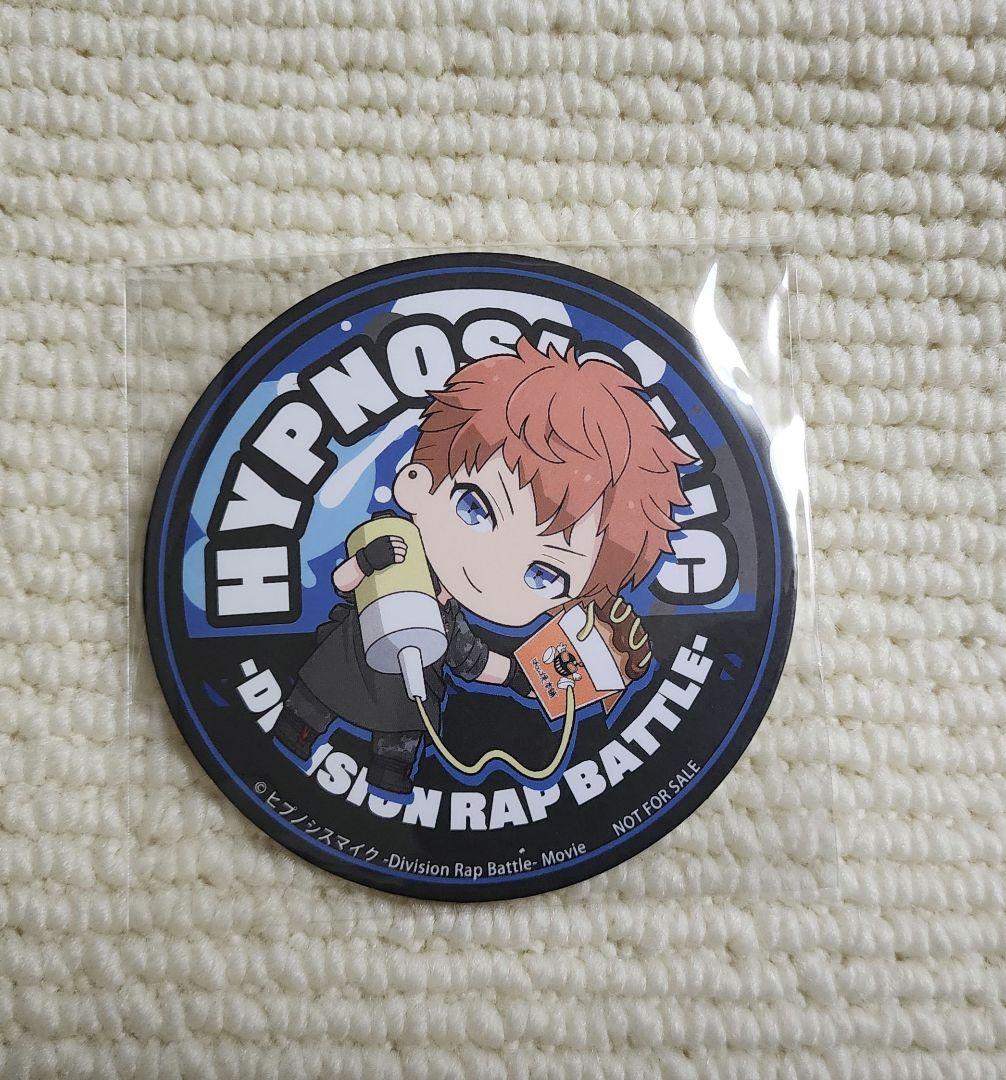 HYPNOSIS MIC
-DIVISION RAP BATTLE-
©ヒプノシスマイク -Division Rap Battle- Movie
NOT FOR SALE